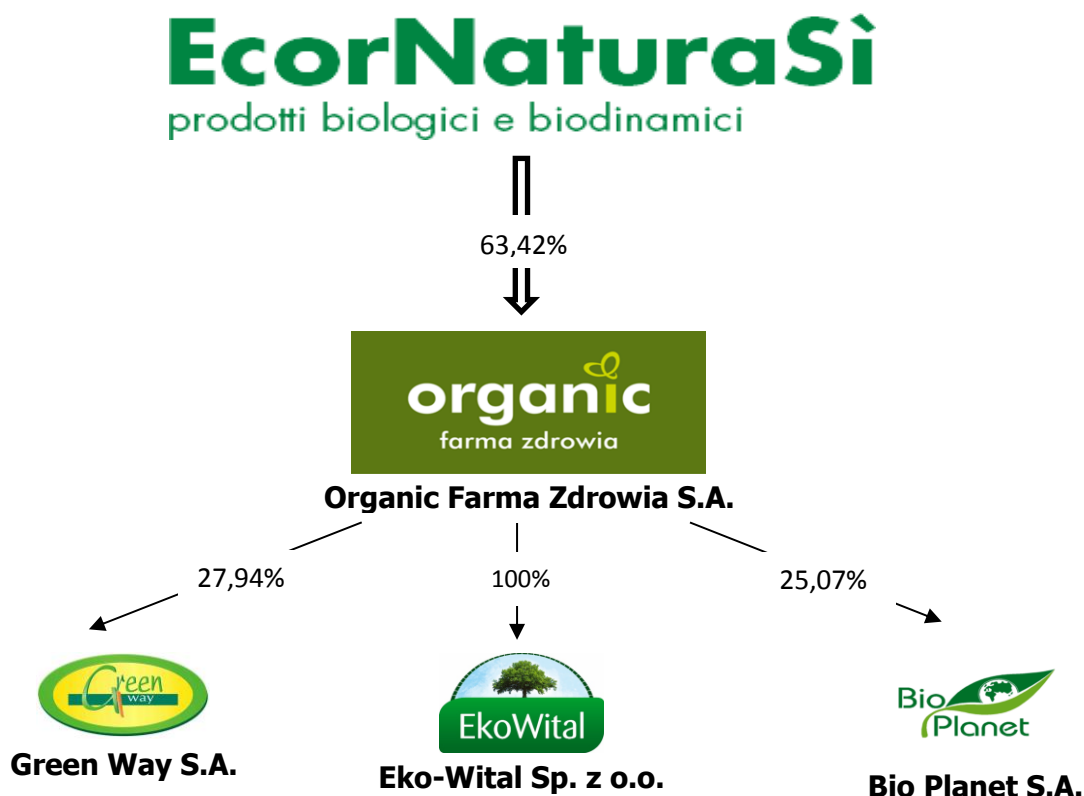 EcorNaturaSì
prodotti biologici e biodinamici
63,42%
organic
farma zdrowia
Organic Farma Zdrowia S.A.
27,94%
100%
25,07%
Green
way
EkoWital
Bio
Planet
Green Way S.A.
Eko-Wital Sp. z o.o.
Bio Planet S.A.